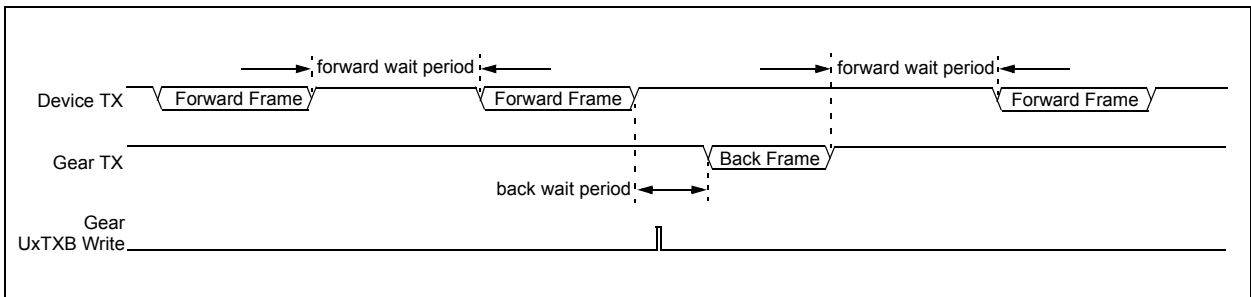 forward wait period
forward wait period
Device TX
Forward Frame
Forward Frame
Forward Frame
Gear TX
Back Frame
back wait period
Gear
UxTXB Write